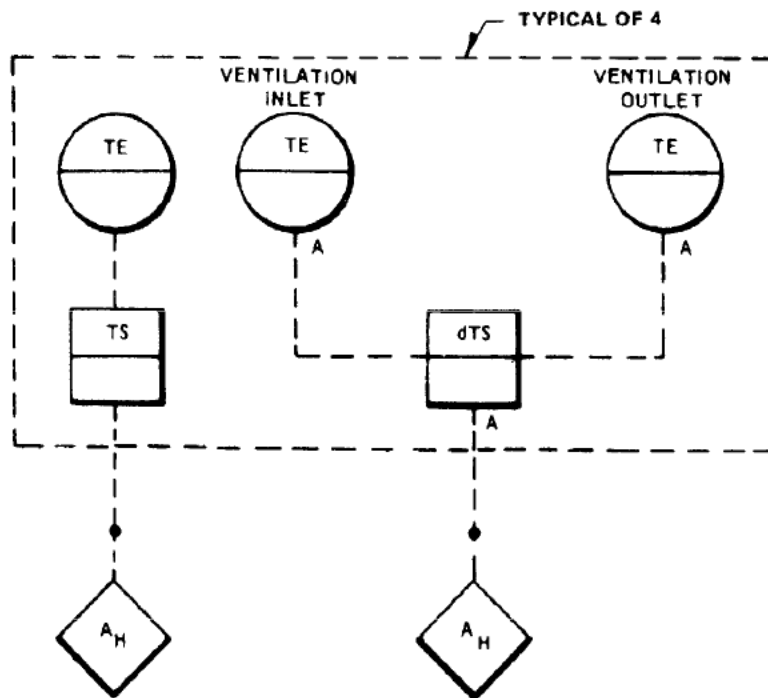 TYPICAL OF 4
VENTILATION
INLET
VENTILATION
OUTLET
TE
TE
TE
A
A
TS
dTS
A
AH
AH